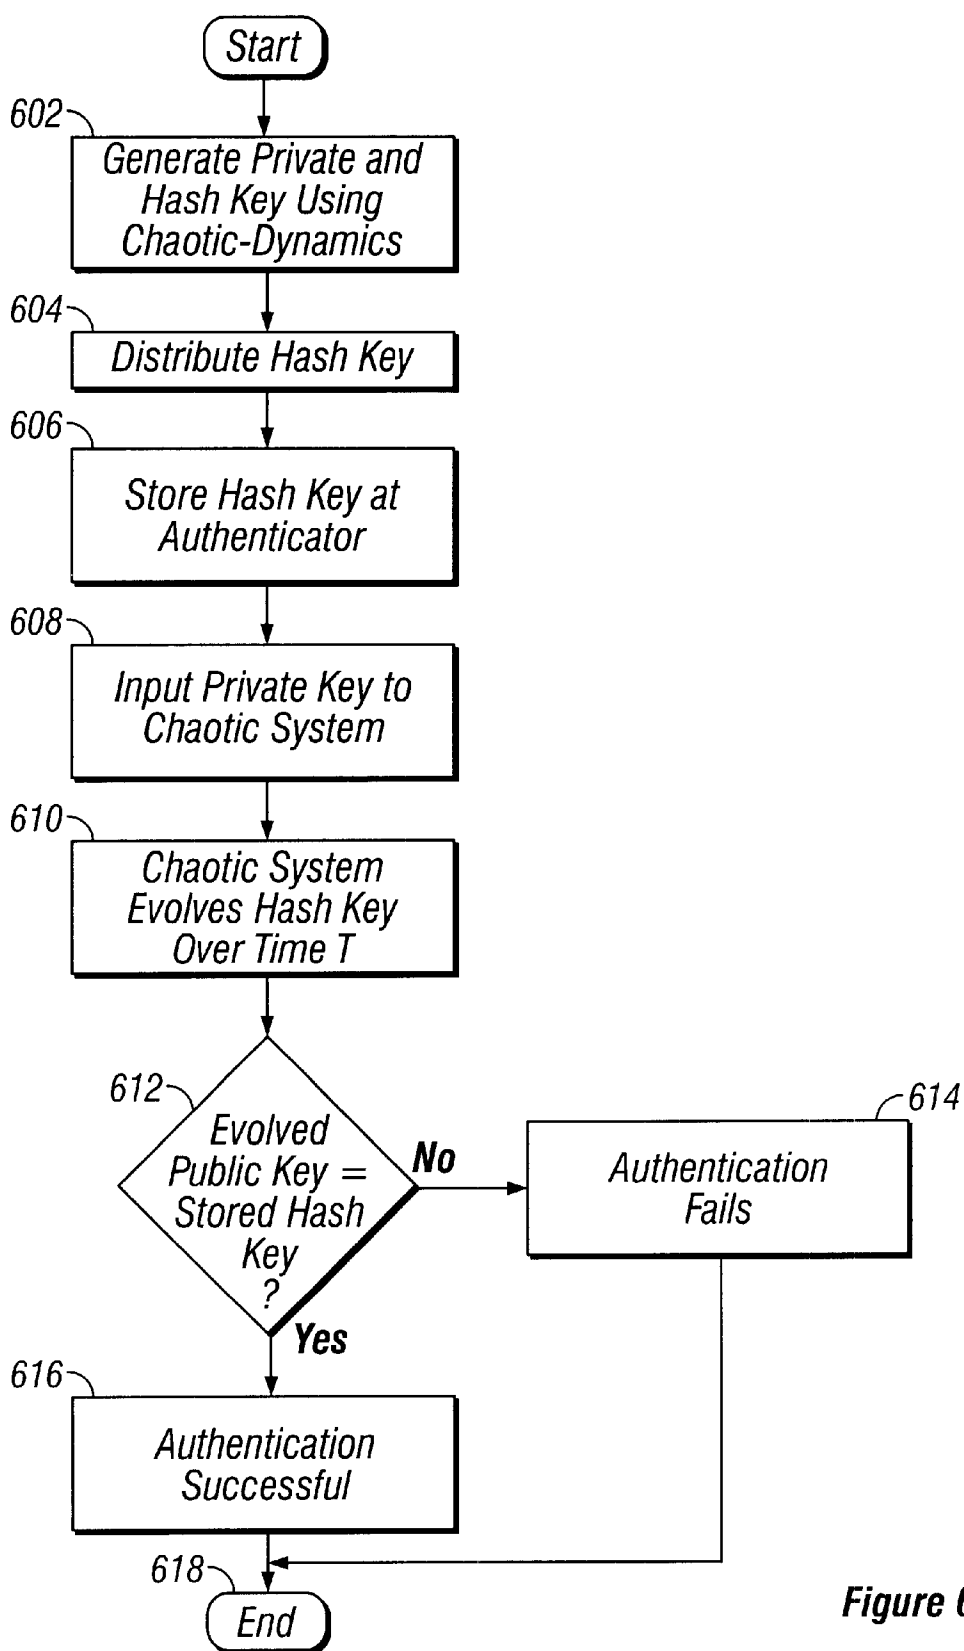 Start
602
Generate Private and
Hash Key Using
Chaotic-Dynamics
604
Distribute Hash Key
606
Store Hash Key at
Authenticator
608
Input Private Key to
Chaotic System
610
Chaotic System
Evolves Hash Key
Over Time T
612
Evolved
Public Key =
Stored Hash
Key
?
No
Yes
614
Authentication
Fails
616
Authentication
Successful
618
End
Figure 6